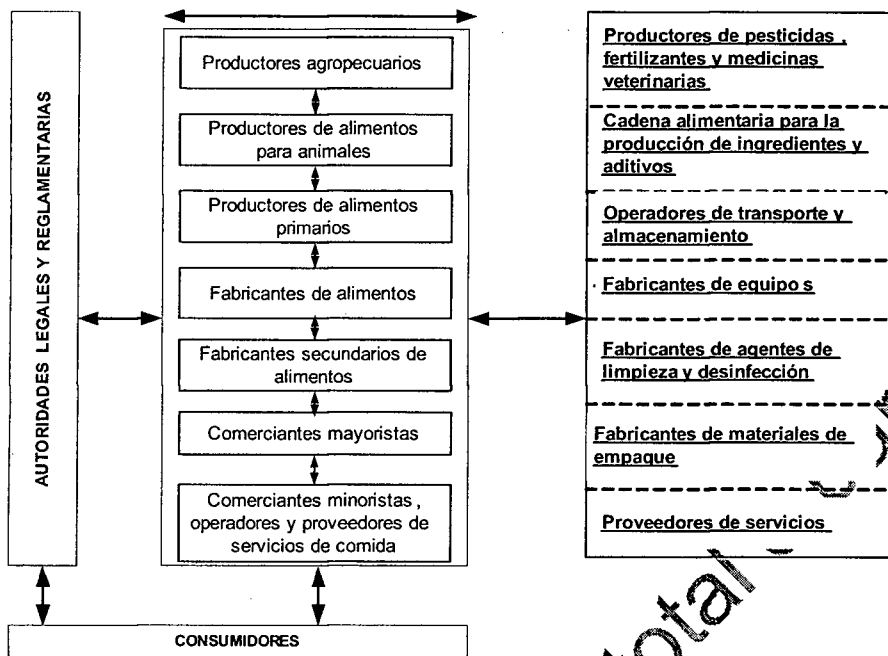 AUTORIDADES LEGALES Y REGLAMENTARIAS
Productores agropecuarios
Productores de alimentos
para animales
Productores de alimentos
primarios
Fabricantes de alimentos
Fabricantes secundarios de
alimentos
Comerciantes mayoristas
Comerciantes minoristas ,
operadores y proveedores de
servicios de comida
Productores de pesticidas ,
fertilizantes y medicinas
veterinarias
Cadena alimentaria para la
producción de ingredientes y
aditivos
Operadores de transporte y
almacenamiento
Fabricantes de equipo s
Fabricantes de agentes de
limpieza y desinfección
Fabricantes de materiales de
empaque
Proveedores de servicios
CONSUMIDORES
total